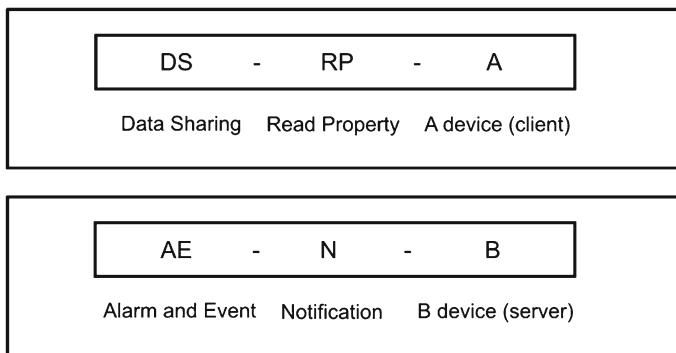 DS - RP - A
Data Sharing Read Property A device (client)
AE - N - B
Alarm and Event Notification B device (server)